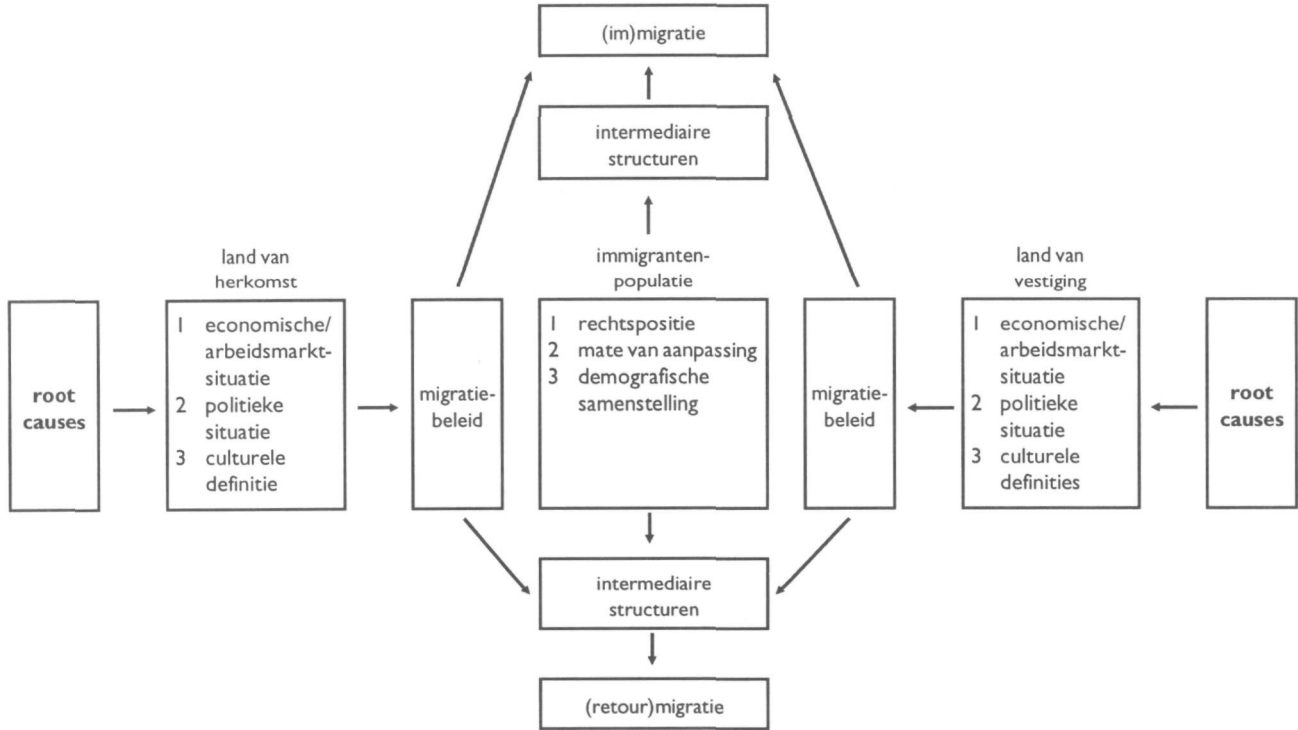 (im)migratie
intermediaire
structuren
land van
herkomst
immigranten-
populatie
land van
vestiging
root
causes
1 economische/
arbeidsmarkt-
situatie
2 politieke
situatie
3 culturele
definitie
migratie-
beleid
1 rechtspositie
2 mate van aanpassing
3 demografische
samenstelling
migratie-
beleid
1 economische/
arbeidsmarkt-
situatie
2 politieke
situatie
3 culturele
definities
root
causes
intermediaire
structuren
(retour)migratie